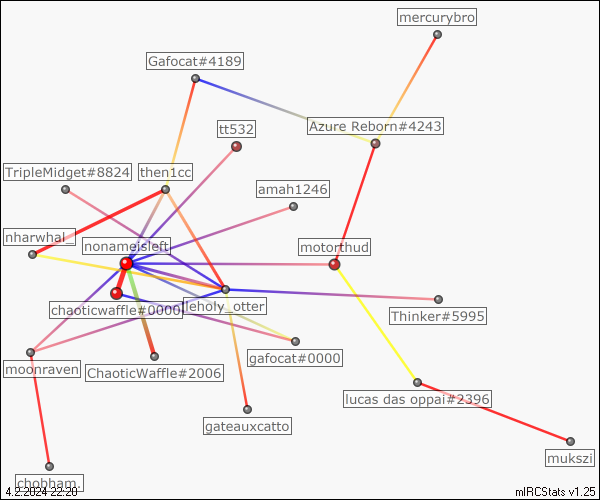 mercurybro
Gafocat#4189
tt532
Azure Reborn#4243
TripleMidget#8824
then1cc
amah1246
nharwhal_
nonameisleft
motorthud
chaoticwaffle#0000
leholy_otter
Thinker#5995
moonraven
ChaoticWaffle#2006
gafocat#0000
lucas das oppai#2396
gateauxcatto
mukszi
chobham.
4.2.2024 22:20
mIRCStats v1.25